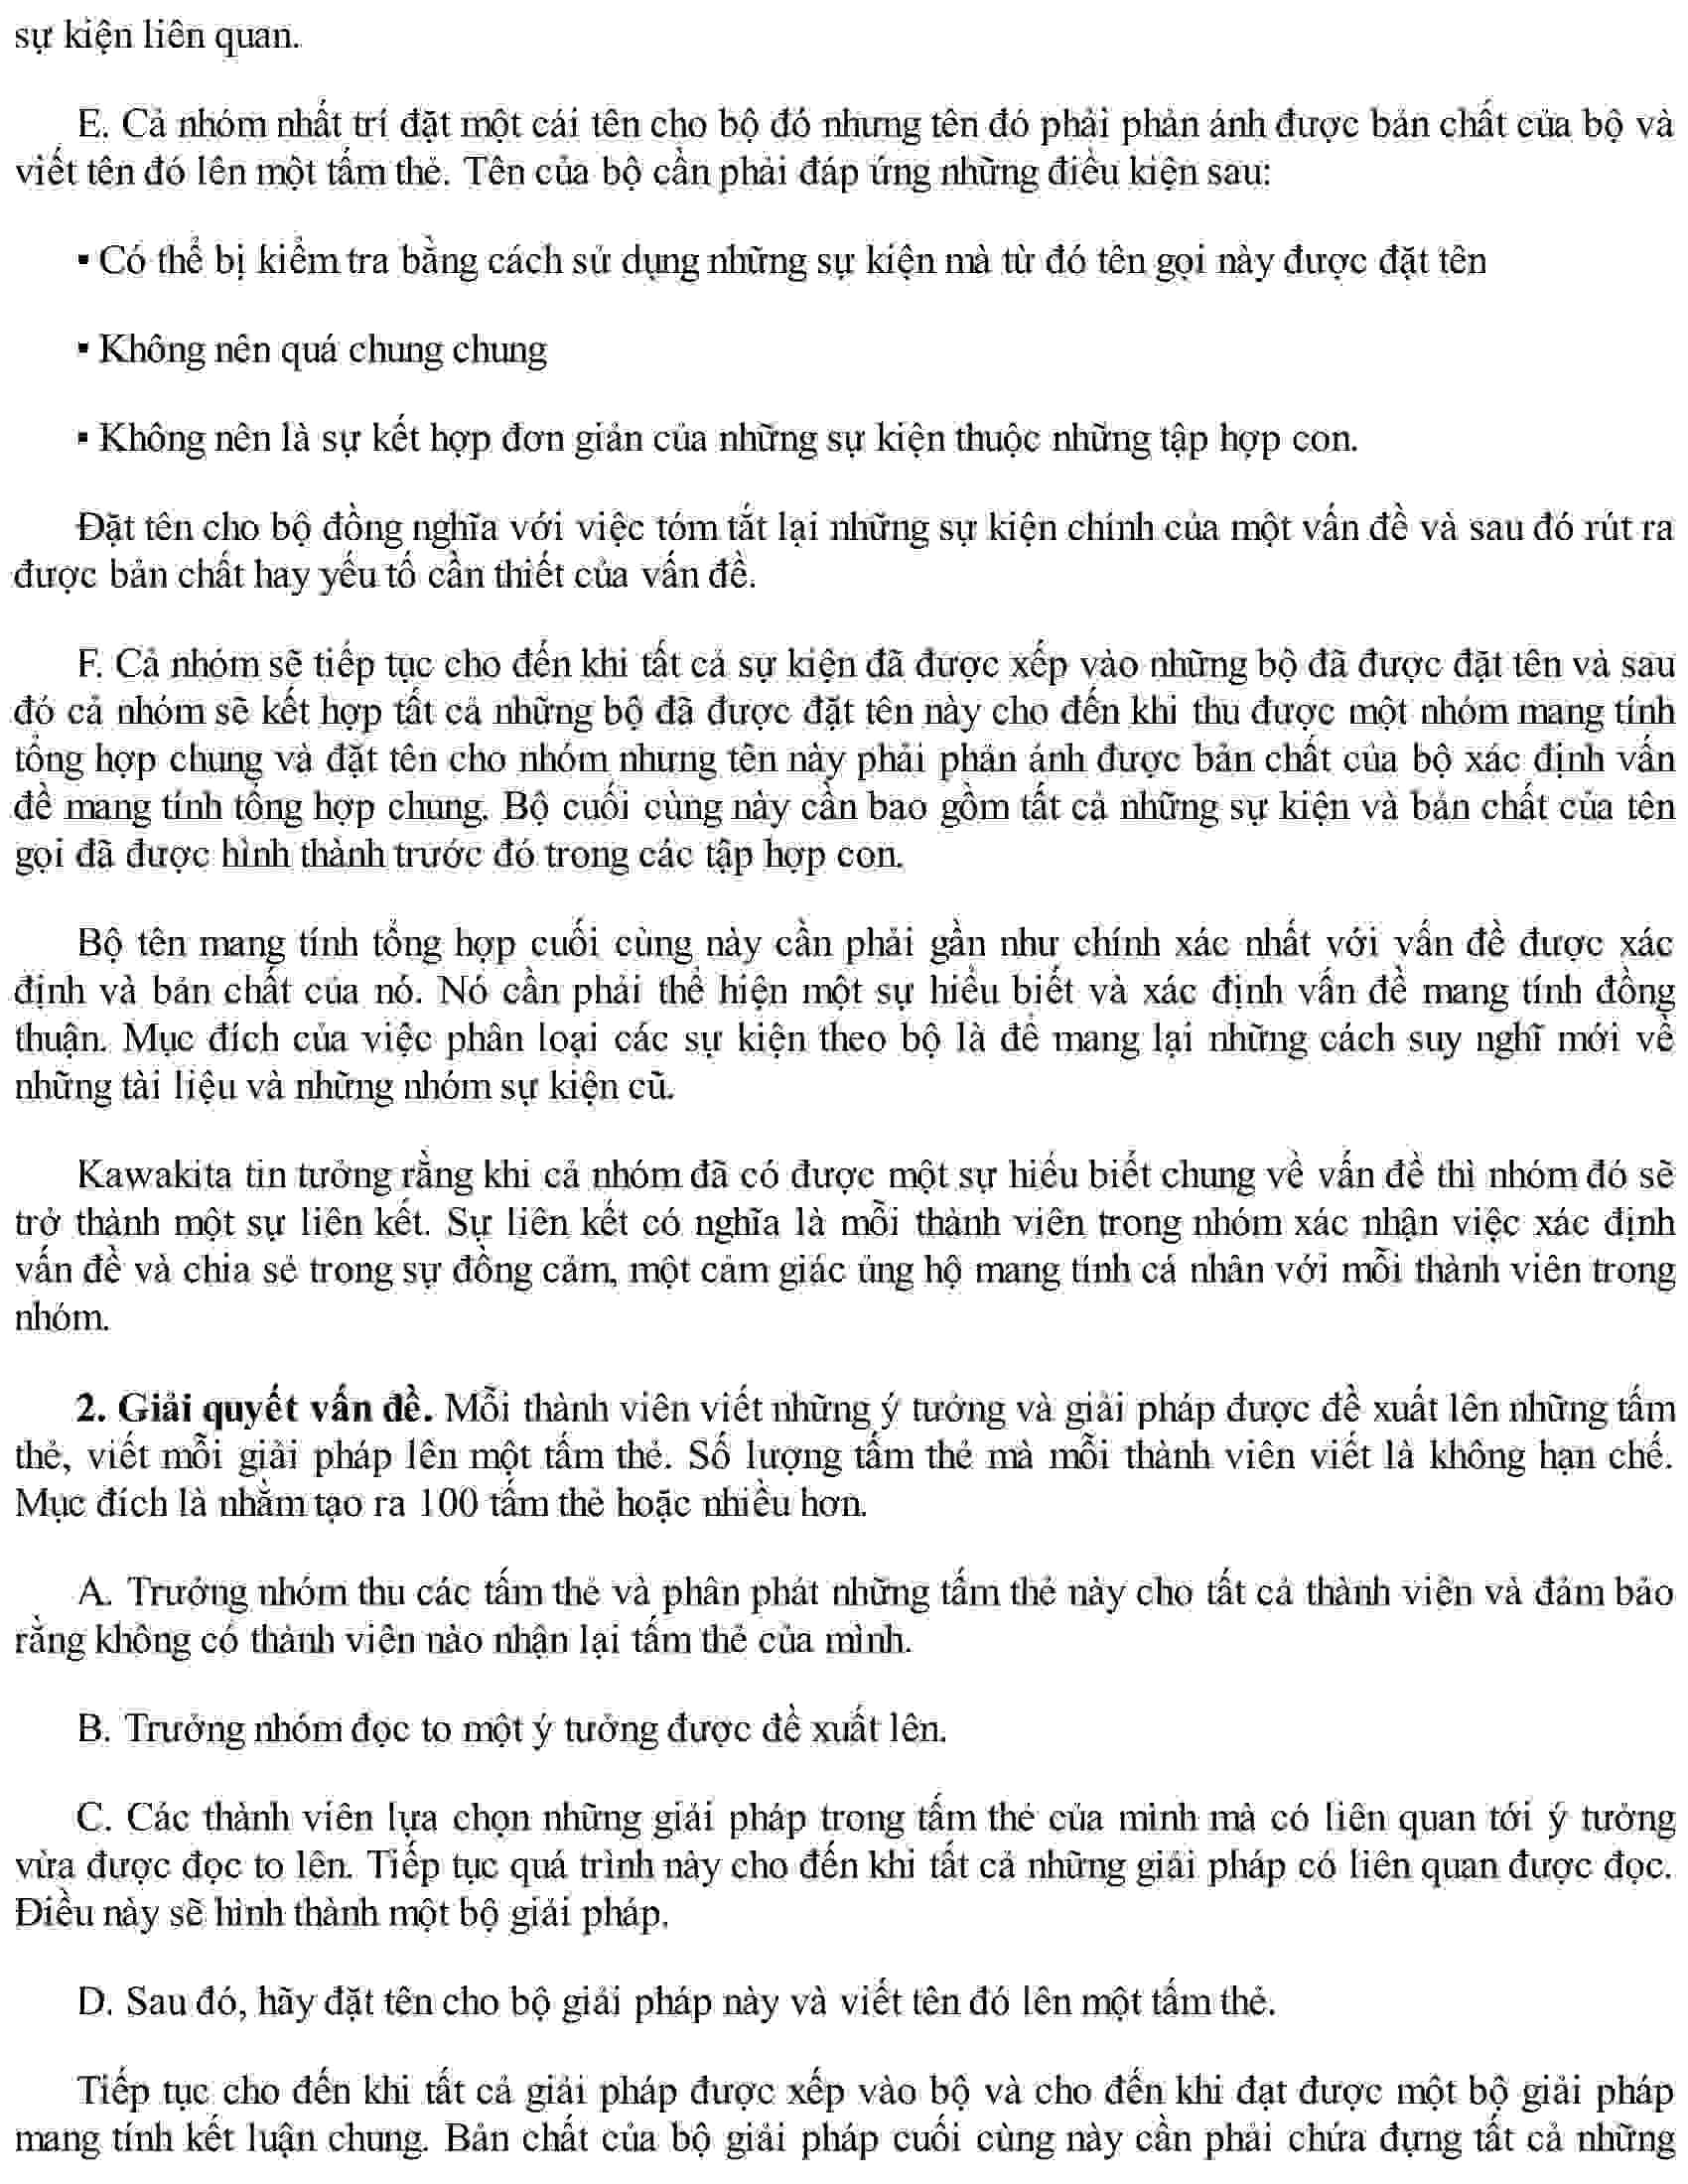 sự kiện liên quan.
E. Cả nhóm nhất trí đặt một cái tên cho bộ đó nhưng tên đó phải phản ánh được bản chất của bộ và
viết tên đó lên một tấm thẻ. Tên của bộ cần phải đáp ứng những điều kiện sau:
▪ Có thể bị kiểm tra bằng cách sử dụng những sự kiện mà từ đó tên gọi này được đặt tên
▪ Không nên quá chung chung
▪ Không nên là sự kết hợp đơn giản của những sự kiện thuộc những tập hợp con.
Đặt tên cho bộ đồng nghĩa với việc tóm tắt lại những sự kiện chính của một vấn đề và sau đó rút ra
được bản chất hay yếu tố cần thiết của vấn đề.
F. Cả nhóm sẽ tiếp tục cho đến khi tất cả sự kiện đã được xếp vào những bộ đã được đặt tên và sau
đó cả nhóm sẽ kết hợp tất cả những bộ đã được đặt tên này cho đến khi thu được một nhóm mang tính
tổng hợp chung và đặt tên cho nhóm nhưng tên này phải phản ánh được bản chất của bộ xác định vấn
đề mang tính tổng hợp chung. Bộ cuối cùng này cần bao gồm tất cả những sự kiện và bản chất của tên
gọi đã được hình thành trước đó trong các tập hợp con.
Bộ tên mang tính tổng hợp cuối cùng này cần phải gần như chính xác nhất với vấn đề được xác
định và bản chất của nó. Nó cần phải thể hiện một sự hiểu biết và xác định vấn đề mang tính đồng
thuận. Mục đích của việc phân loại các sự kiện theo bộ là để mang lại những cách suy nghĩ mới về
những tài liệu và những nhóm sự kiện cũ.
Kawakita tin tưởng rằng khi cả nhóm đã có được một sự hiểu biết chung về vấn đề thì nhóm đó sẽ
trở thành một sự liên kết. Sự liên kết có nghĩa là mỗi thành viên trong nhóm xác nhận việc xác định
vấn đề và chia sẻ trong sự đồng cảm, một cảm giác ủng hộ mang tính cá nhân với mỗi thành viên trong
nhóm.
2. Giải quyết vấn đề. Mỗi thành viên viết những ý tưởng và giải pháp được đề xuất lên những tấm
thẻ, viết mỗi giải pháp lên một tấm thẻ. Số lượng tấm thẻ mà mỗi thành viên viết là không hạn chế.
Mục đích là nhằm tạo ra 100 tấm thẻ hoặc nhiều hơn.
A. Trưởng nhóm thu các tấm thẻ và phân phát những tấm thẻ này cho tất cả thành viên và đảm bảo
rằng không có thành viên nào nhận lại tấm thẻ của mình.
B. Trưởng nhóm đọc to một ý tưởng được đề xuất lên.
C. Các thành viên lựa chọn những giải pháp trong tấm thẻ của mình mà có liên quan tới ý tưởng
vừa được đọc to lên. Tiếp tục quá trình này cho đến khi tất cả những giải pháp có liên quan được đọc.
Điều này sẽ hình thành một bộ giải pháp.
D. Sau đó, hãy đặt tên cho bộ giải pháp này và viết tên đó lên một tấm thẻ.
Tiếp tục cho đến khi tất cả giải pháp được xếp vào bộ và cho đến khi đạt được một bộ giải pháp
mang tính kết luận chung. Bản chất của bộ giải pháp cuối cùng này cần phải chứa đựng tất cả những